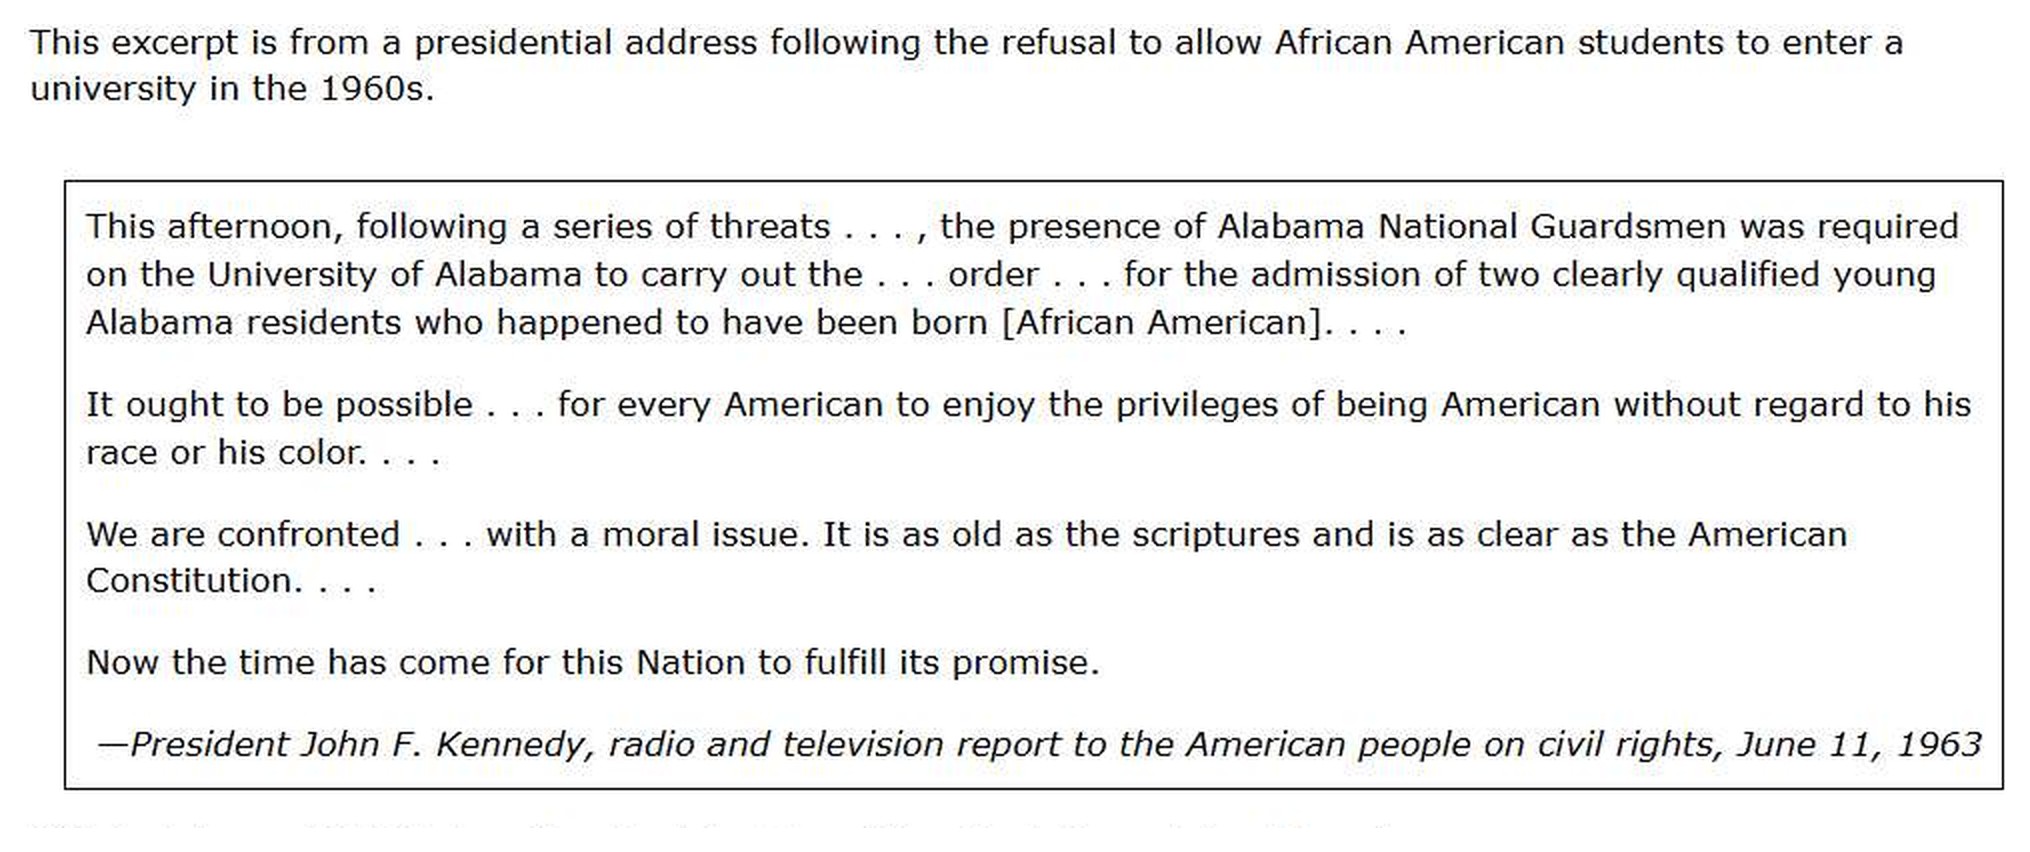 This excerpt is from a presidential address following the refusal to allow African American students to enter a
university in the 1960s.
This afternoon, following a series of threats . . . , the presence of Alabama National Guardsmen was required
on the University of Alabama to carry out the . . . order . . . for the admission of two clearly qualified young
Alabama residents who happened to have been born [African American]. . . .
It ought to be possible . . . for every American to enjoy the privileges of being American without regard to his
race or his color. . . .
We are confronted . . . with a moral issue. It is as old as the scriptures and is as clear as the American
Constitution. . . .
Now the time has come for this Nation to fulfill its promise.
—President John F. Kennedy, radio and television report to the American people on civil rights, June 11, 1963